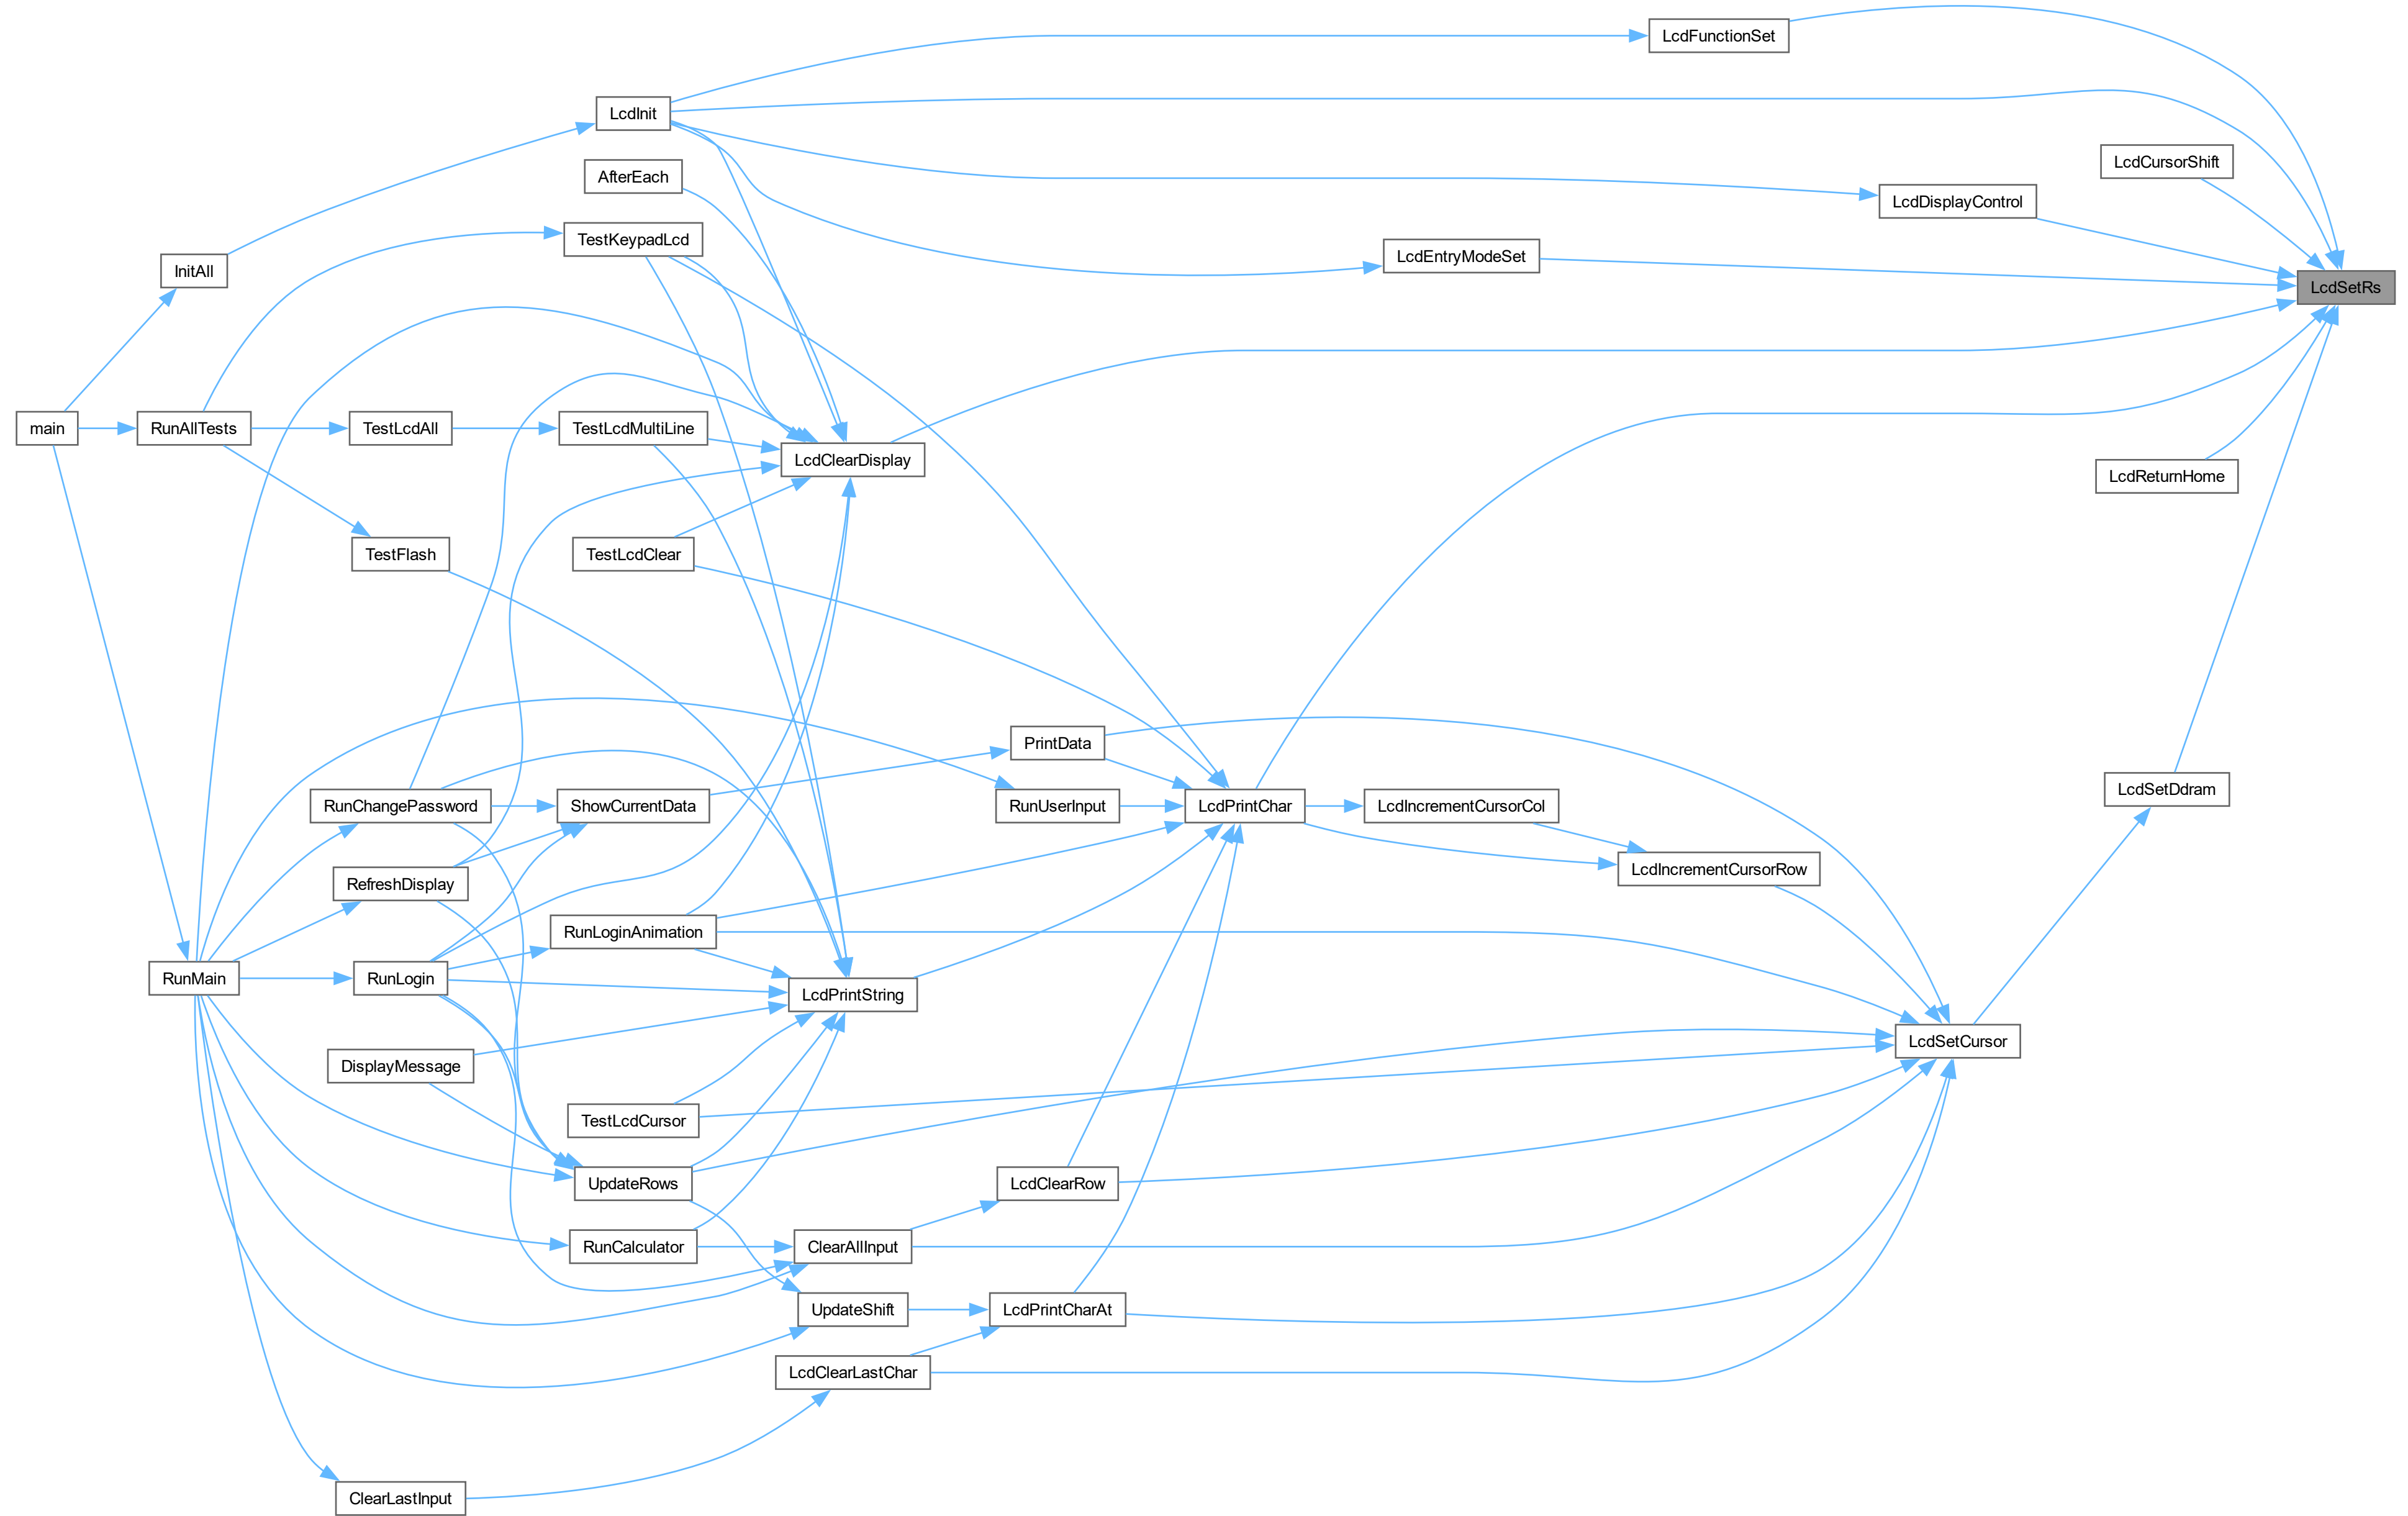 LcdFunctionSet
LcdInit
LcdCursorShift
AfterEach
LcdDisplayControl
TestKeypadLcd
LcdEntryModeSet
InitAll
LcdSetRs
main
RunAllTests
TestLcdAll
TestLcdMultiLine
LcdClearDisplay
LcdReturnHome
TestFlash
TestLcdClear
PrintData
LcdSetDdram
RunChangePassword
ShowCurrentData
RunUserInput
LcdPrintChar
LcdIncrementCursorCol
LcdIncrementCursorRow
RefreshDisplay
RunLoginAnimation
RunMain
RunLogin
LcdPrintString
LcdSetCursor
DisplayMessage
TestLcdCursor
UpdateRows
LcdClearRow
RunCalculator
ClearAllInput
UpdateShift
LcdPrintCharAt
LcdClearLastChar
ClearLastInput